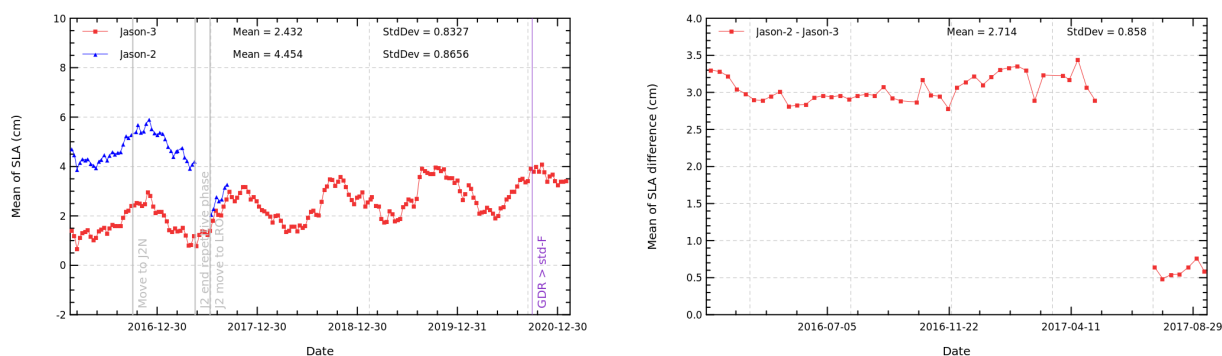 Jason-3 Mean = 2.432 StdDev = 0.8327
Jason-2 Mean = 4.454 StdDev = 0.8656
Mean of SLA (cm)
10
8
6
4
2
0
-2
Move to J2N
J2 end repetitive phase
J2 move to LRO
GDR > std-F
2016-12-30 2017-12-30 2018-12-30 2019-12-31 2020-12-30
Date
Jason-2 - Jason-3 Mean = 2.714 StdDev = 0.858
Mean of SLA difference (cm)
4.0
3.5
3.0
2.5
2.0
1.5
1.0
0.5
0.0
2016-07-05 2016-11-22 2017-04-11 2017-08-29
Date